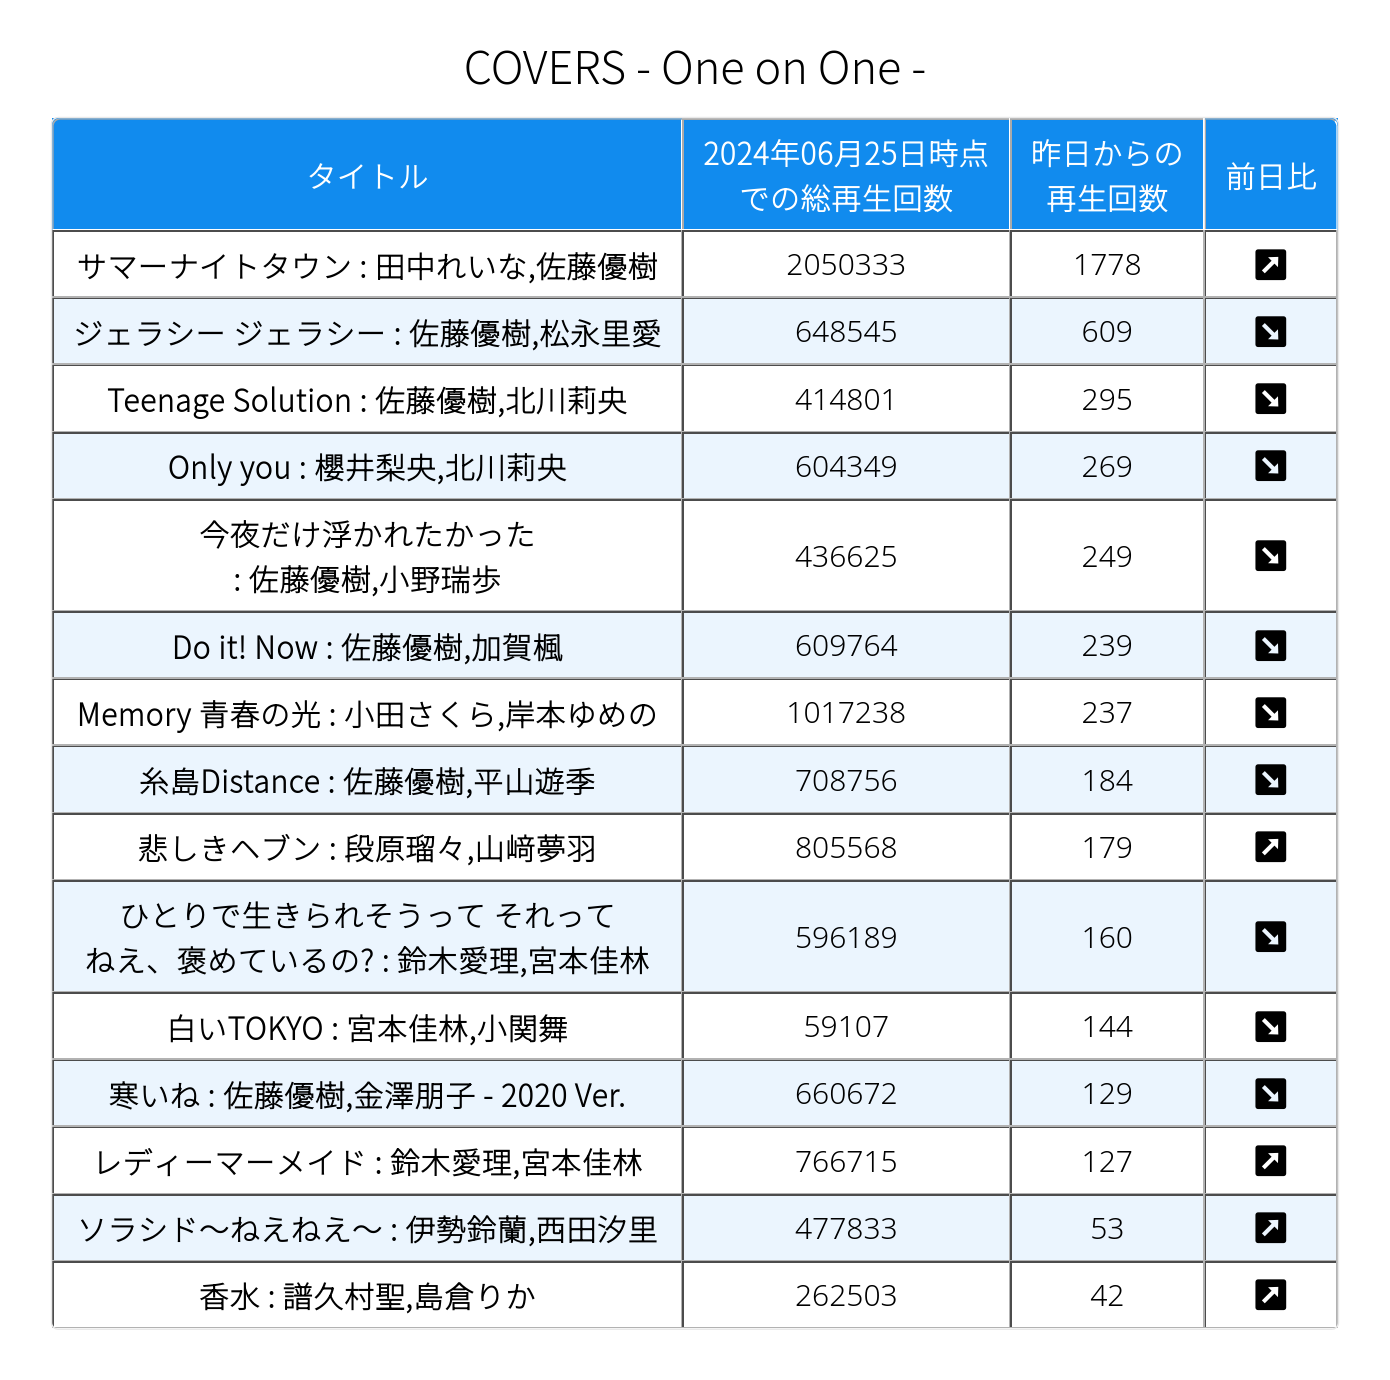 COVERS - One on One -
タイトル
2024年06月25日時点
での総再生回数
昨日からの
再生回数
前日比
サマーナイトタウン : 田中れいな,佐藤優樹
2050333
1778
ジェラシー ジェラシー : 佐藤優樹,松永里愛
648545
609
Teenage Solution : 佐藤優樹,北川莉央
414801
295
Only you : 櫻井梨央,北川莉央
604349
269
今夜だけ浮かれたかった
: 佐藤優樹,小野瑞歩
436625
249
Do it! Now : 佐藤優樹,加賀楓
609764
239
Memory 青春の光 : 小田さくら,岸本ゆめの
1017238
237
糸島Distance : 佐藤優樹,平山遊季
708756
184
悲しきヘブン : 段原瑠々,山﨑夢羽
805568
179
ひとりで生きられそうって それって
ねえ、褒めているの? : 鈴木愛理,宮本佳林
596189
160
白いTOKYO : 宮本佳林,小関舞
59107
144
寒いね : 佐藤優樹,金澤朋子 - 2020 Ver.
660672
129
レディーマーメイド : 鈴木愛理,宮本佳林
766715
127
ソラシド〜ねえねえ〜 : 伊勢鈴蘭,西田汐里
477833
53
香水 : 譜久村聖,島倉りか
262503
42